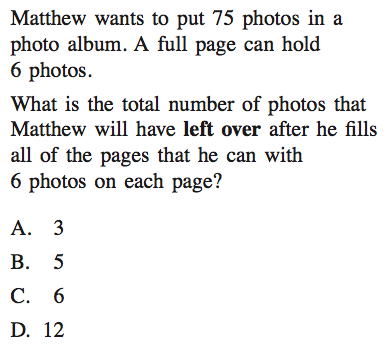 Matthew wants to put 75 photos in a
photo album. A full page can hold
6 photos.
What is the total number of photos that
Matthew will have left over after he fills
all of the pages that he can with
6 photos on each page?
A. 3
B. 5
C. 6
D. 12